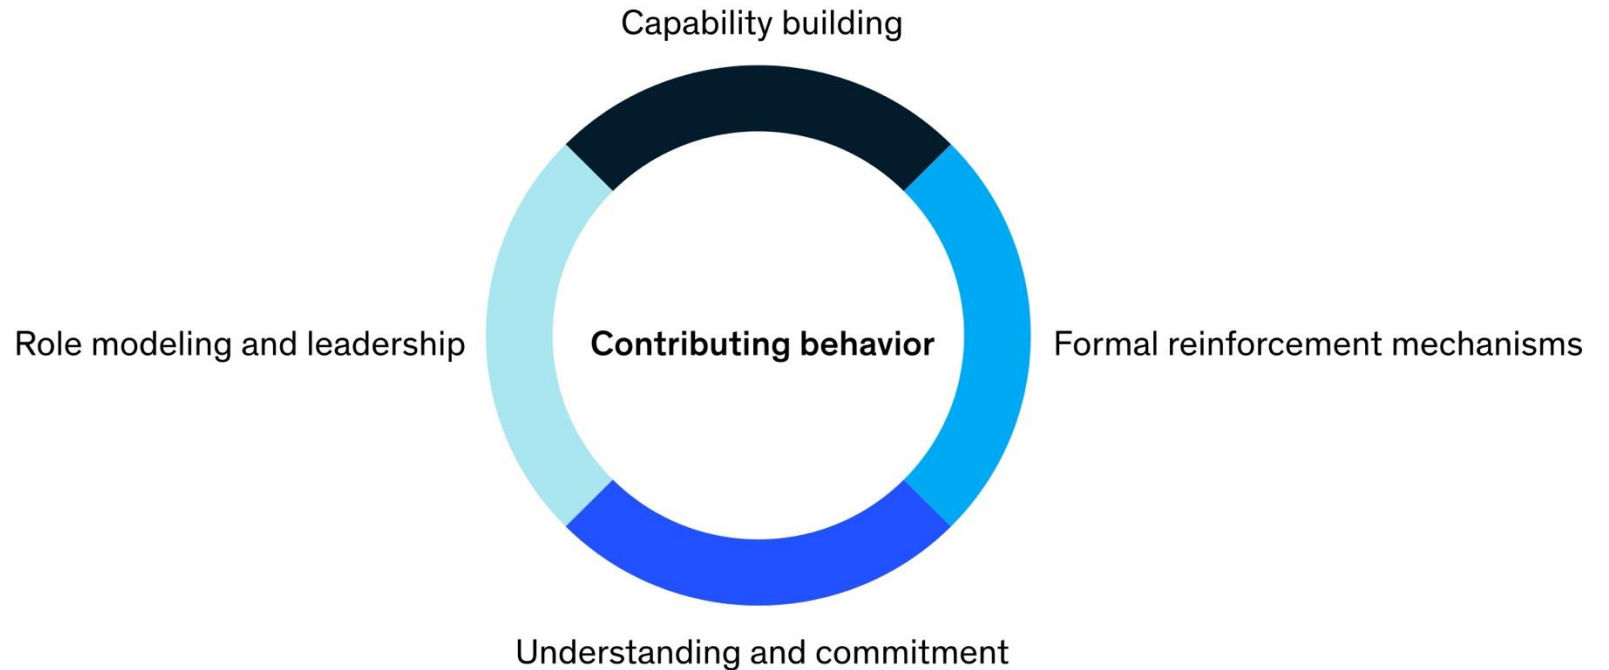 Capability building
Role modeling and leadership
Contributing behavior
Formal reinforcement mechanisms
Understanding and commitment